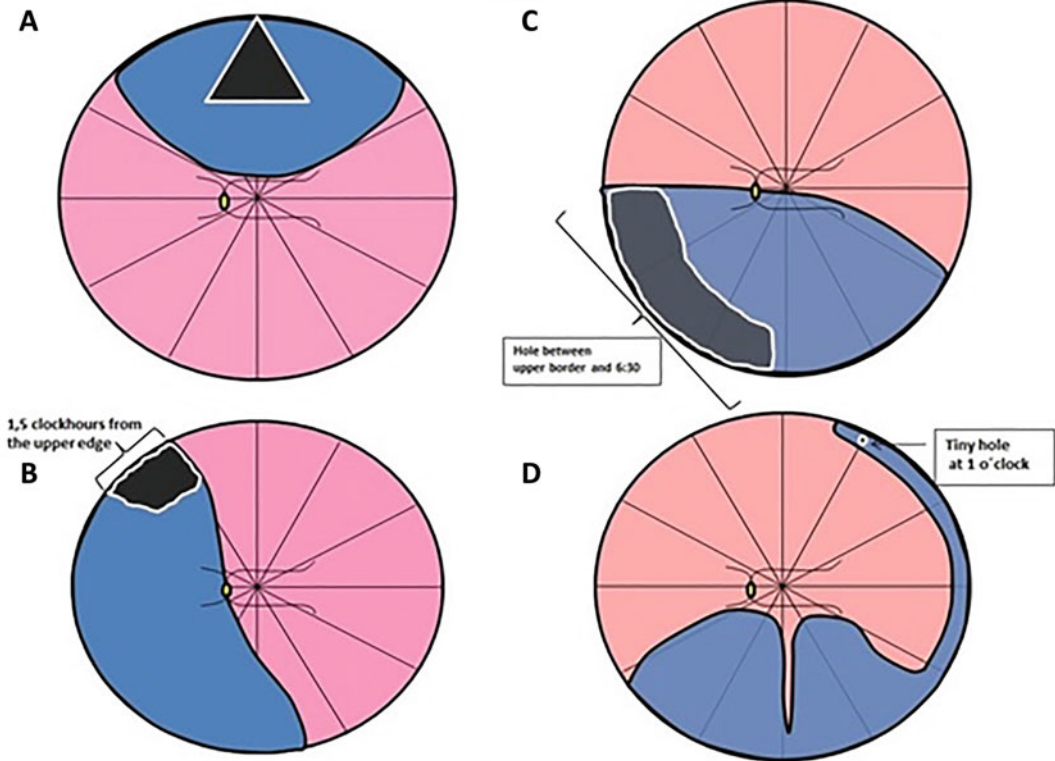 A
C
Hole between
upper border and 6:30
1,5 clockhours from
the upper edge
B
D
Tiny hole
at 1 o´clock